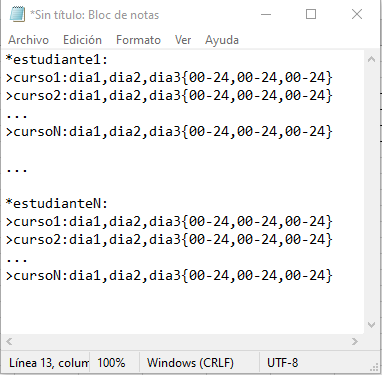 *Sin título: Bloc de notas
Archivo Edición Formato Ver Ayuda
*estudiante1:
>curso1:dia1,dia2,dia3{00-24,00-24,00-24}
>curso2:dia1,dia2,dia3{00-24,00-24,00-24}
...
>cursoN:dia1,dia2,dia3{00-24,00-24,00-24}
...
*estudianteN:
>curso1:dia1,dia2,dia3{00-24,00-24,00-24}
>curso2:dia1,dia2,dia3{00-24,00-24,00-24}
...
>cursoN:dia1,dia2,dia3{00-24,00-24,00-24}
Línea 13, colum 100% Windows (CRLF) UTF-8